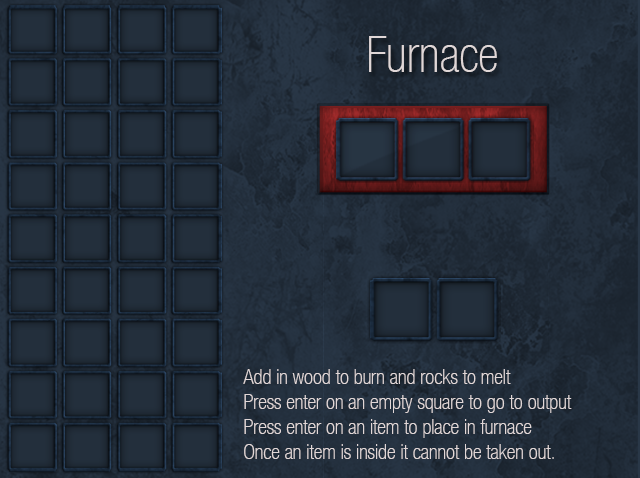 Furnace
Add in wood to burn and rocks to melt
Press enter on an empty square to go to output
Press enter on an item to place in furnace
Once an item is inside it cannot be taken out.